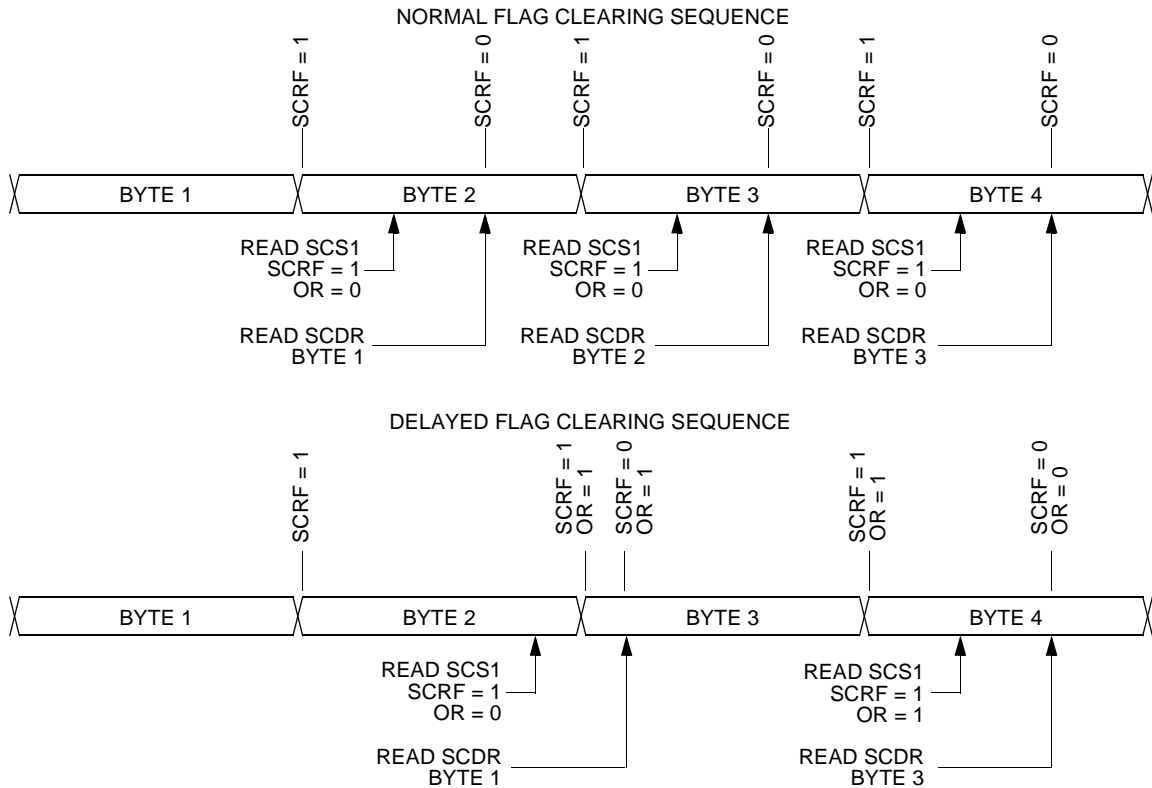 NORMAL FLAG CLEARING SEQUENCE
SCRF = 1
SCRF = 0
SCRF = 1
SCRF = 0
SCRF = 1
SCRF = 0
BYTE 1
BYTE 2
BYTE 3
BYTE 4
READ SCS1
SCRF = 1
OR = 0
READ SCS1
SCRF = 1
OR = 0
READ SCS1
SCRF = 1
OR = 0
READ SCDR
BYTE 1
READ SCDR
BYTE 2
READ SCDR
BYTE 3
DELAYED FLAG CLEARING SEQUENCE
SCRF = 1
SCRF = 1
OR = 1
SCRF = 0
OR = 1
SCRF = 1
OR = 1
SCRF = 0
OR = 0
BYTE 1
BYTE 2
BYTE 3
BYTE 4
READ SCS1
SCRF = 1
OR = 0
READ SCS1
SCRF = 1
OR = 1
READ SCDR
BYTE 1
READ SCDR
BYTE 3